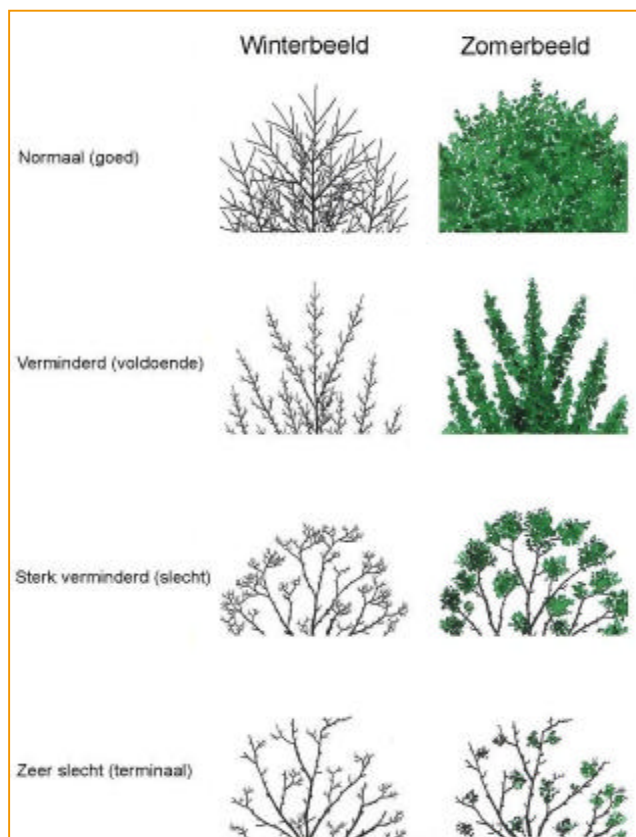 Winterbeeld Zomerbeeld
Normaal (goed)
Verminderd (voldoende)
Sterk verminderd (slecht)
Zeer slecht (terminaal)